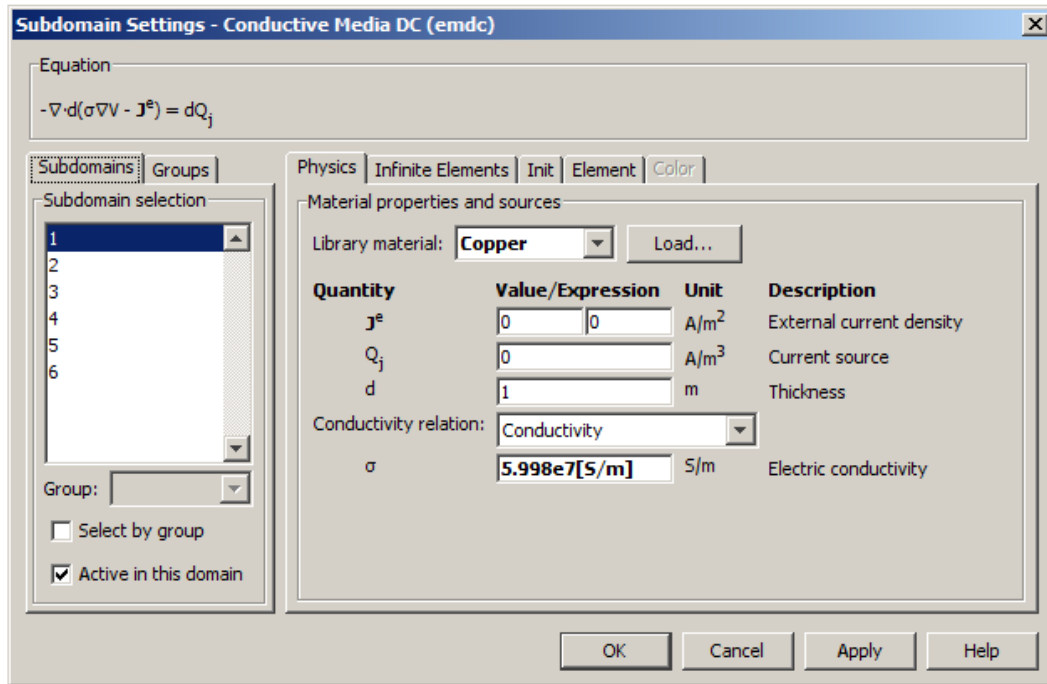 Subdomain Settings - Conductive Media DC (emdc)
Equation
-∇·d(σ∇V - Jᵉ) = dQⱼ
Subdomains Groups
Subdomain selection
1
2
3
4
5
6
Group:
Select by group
Active in this domain
Physics Infinite Elements Init Element Color
Material properties and sources
Library material: Copper Load...
Quantity Value/Expression Unit Description
Jᵉ 0 0 A/m² External current density
Qⱼ 0 A/m³ Current source
d 1 m Thickness
Conductivity relation: Conductivity
σ 5.998e7[S/m] S/m Electric conductivity
OK Cancel Apply Help